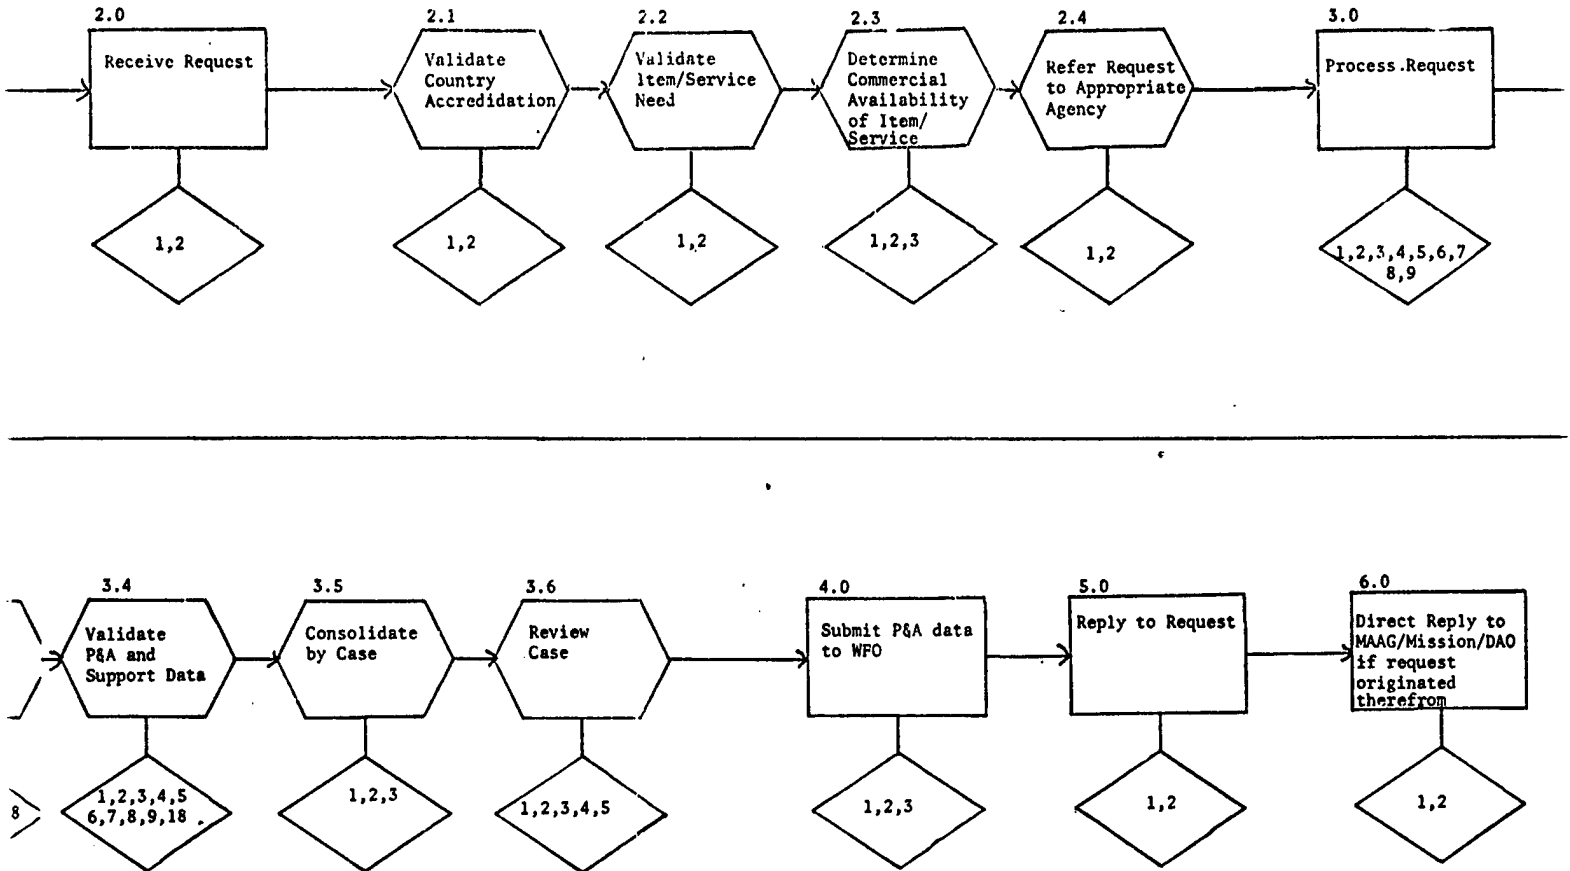 2.0
Receive Request
1,2
2.1
Validate
Country
Accredidation
1,2
2.2
Validate
Item/Service
Need
1,2
2.3
Determine
Commercial
Availability
of Item/
Service
1,2,3
2.4
Refer Request
to Appropriate
Agency
1,2
3.0
Process Request
1,2,3,4,5,6,7
8,9
8
3.4
Validate
P&A and
Support Data
1,2,3,4,5
6,7,8,9,18
3.5
Consolidate
by Case
1,2,3
3.6
Review
Case
1,2,3,4,5
4.0
Submit P&A data
to WFO
1,2,3
5.0
Reply to Request
1,2
6.0
Direct Reply to
MAAG/Mission/DAO
if request
originated
therefrom
1,2